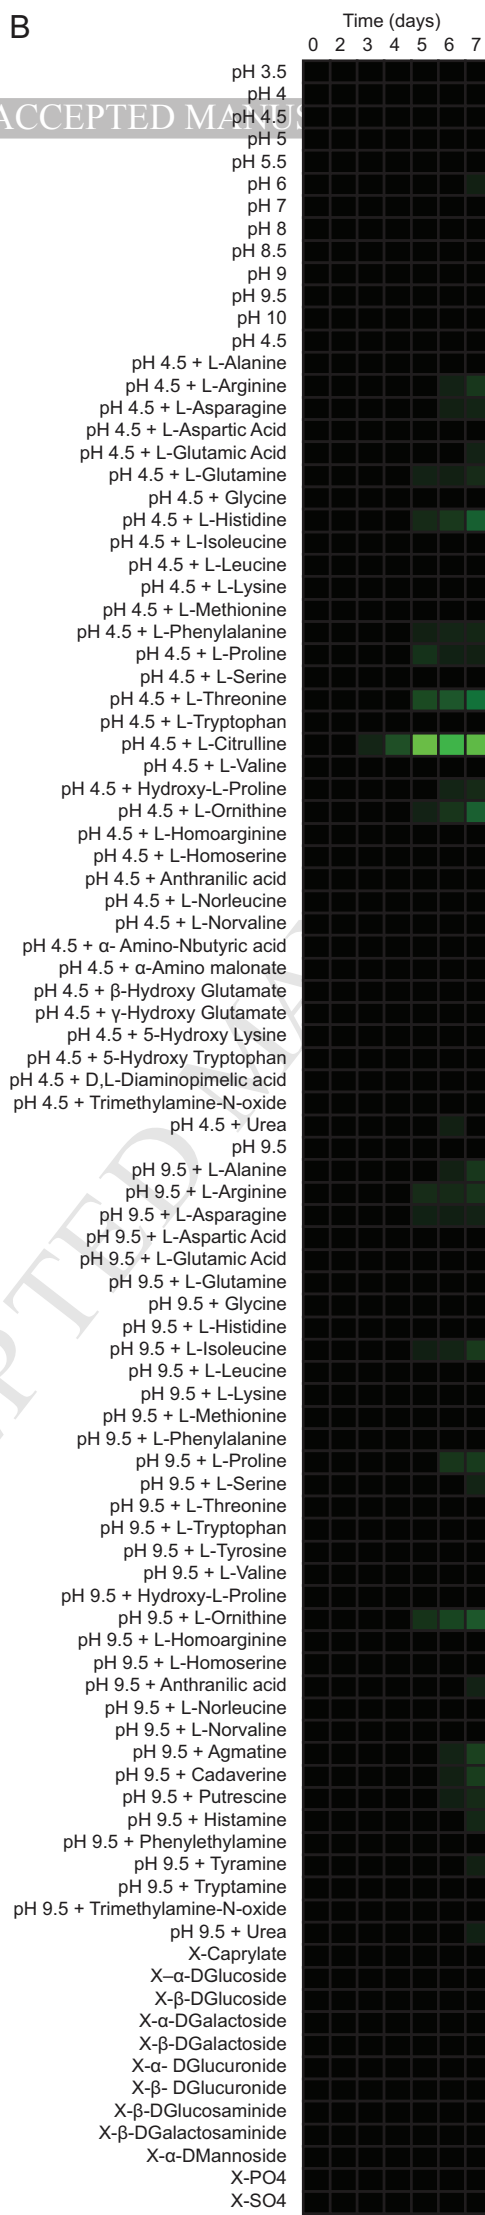 B
Time (days)
0 2 3 4 5 6 7
pH 3.5
pH 4
ACCEPTED MANUS
pH 4.5
pH 5
pH 5.5
pH 6
pH 7
pH 8
pH 8.5
pH 9
pH 9.5
pH 10
pH 4.5
pH 4.5 + L-Alanine
pH 4.5 + L-Arginine
pH 4.5 + L-Asparagine
pH 4.5 + L-Aspartic Acid
pH 4.5 + L-Glutamic Acid
pH 4.5 + L-Glutamine
pH 4.5 + Glycine
pH 4.5 + L-Histidine
pH 4.5 + L-Isoleucine
pH 4.5 + L-Leucine
pH 4.5 + L-Lysine
pH 4.5 + L-Methionine
pH 4.5 + L-Phenylalanine
pH 4.5 + L-Proline
pH 4.5 + L-Serine
pH 4.5 + L-Threonine
pH 4.5 + L-Tryptophan
pH 4.5 + L-Citrulline
pH 4.5 + L-Valine
pH 4.5 + Hydroxy-L-Proline
pH 4.5 + L-Ornithine
pH 4.5 + L-Homoarginine
pH 4.5 + L-Homoserine
pH 4.5 + Anthranilic acid
pH 4.5 + L-Norleucine
pH 4.5 + L-Norvaline
pH 4.5 + α- Amino-Nbutyric acid
pH 4.5 + α-Amino malonate
pH 4.5 + β-Hydroxy Glutamate
pH 4.5 + γ-Hydroxy Glutamate
pH 4.5 + 5-Hydroxy Lysine
pH 4.5 + 5-Hydroxy Tryptophan
pH 4.5 + D,L-Diaminopimelic acid
pH 4.5 + Trimethylamine-N-oxide
pH 4.5 + Urea
pH 9.5
pH 9.5 + L-Alanine
pH 9.5 + L-Arginine
pH 9.5 + L-Asparagine
pH 9.5 + L-Aspartic Acid
pH 9.5 + L-Glutamic Acid
pH 9.5 + L-Glutamine
pH 9.5 + Glycine
pH 9.5 + L-Histidine
pH 9.5 + L-Isoleucine
pH 9.5 + L-Leucine
pH 9.5 + L-Lysine
pH 9.5 + L-Methionine
pH 9.5 + L-Phenylalanine
pH 9.5 + L-Proline
pH 9.5 + L-Serine
pH 9.5 + L-Threonine
pH 9.5 + L-Tryptophan
pH 9.5 + L-Tyrosine
pH 9.5 + L-Valine
pH 9.5 + Hydroxy-L-Proline
pH 9.5 + L-Ornithine
pH 9.5 + L-Homoarginine
pH 9.5 + L-Homoserine
pH 9.5 + Anthranilic acid
pH 9.5 + L-Norleucine
pH 9.5 + L-Norvaline
pH 9.5 + Agmatine
pH 9.5 + Cadaverine
pH 9.5 + Putrescine
pH 9.5 + Histamine
pH 9.5 + Phenylethylamine
pH 9.5 + Tyramine
pH 9.5 + Tryptamine
pH 9.5 + Trimethylamine-N-oxide
pH 9.5 + Urea
X-Caprylate
X–α-DGlucoside
X-β-DGlucoside
X-α-DGalactoside
X-β-DGalactoside
X-α- DGlucuronide
X-β- DGlucuronide
X-β-DGlucosaminide
X-β-DGalactosaminide
X-α-DMannoside
X-PO4
X-SO4
EPTED MA